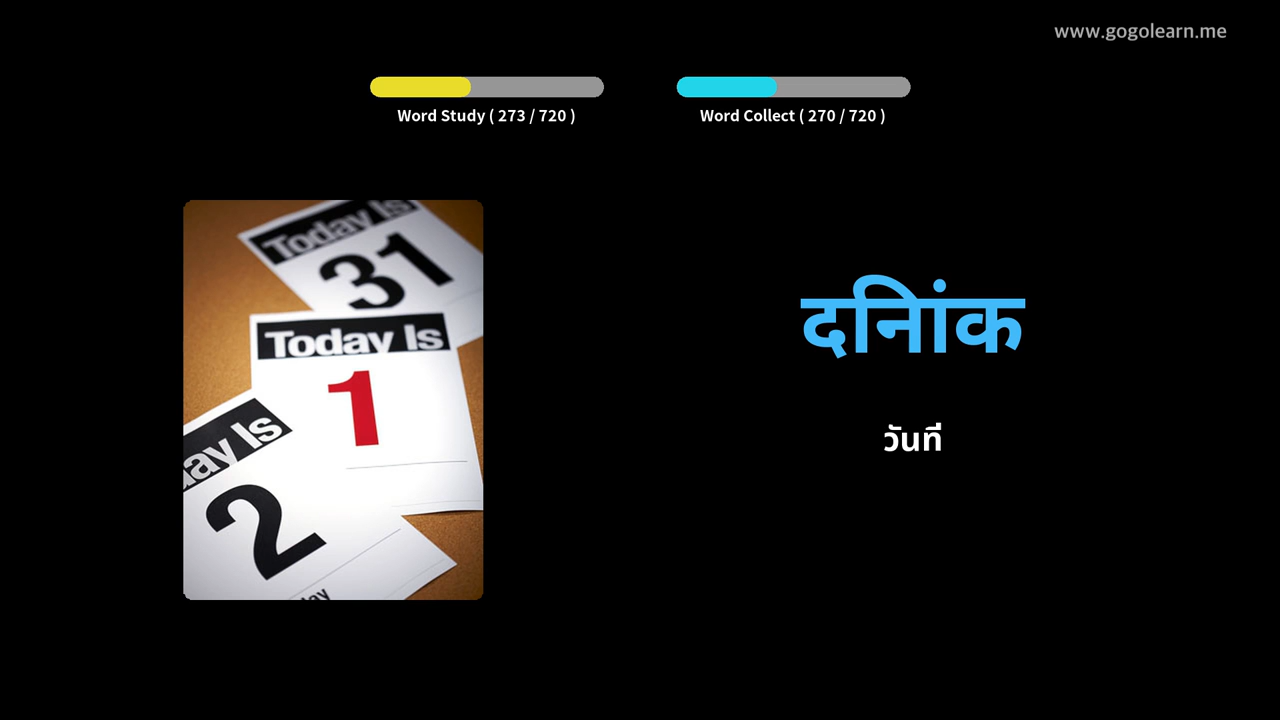 www.gogolearn.me
Word Study ( 273 / 720 )
Word Collect ( 270 / 720 )
Today Is
31
Today Is
1
ay Is
2
दनिांक
วันที่